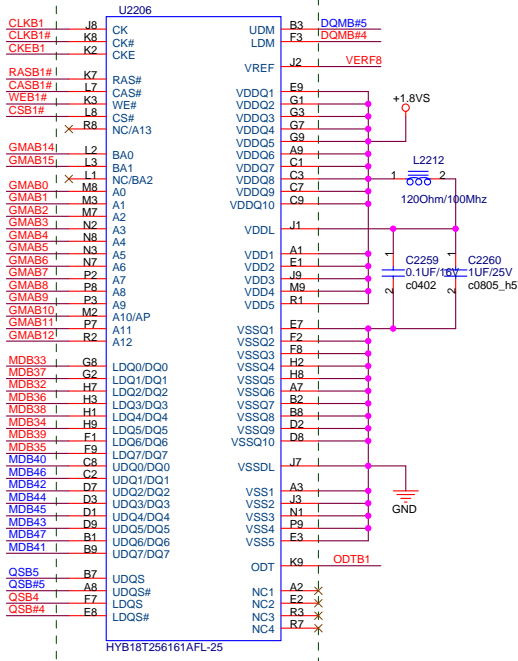 U2206
CLKB1 J8 CK UDM B3 DQMB#5
CLKB1# K8 CK# LDM F3 DQMB#4
CKEB1 K2 CKE
VREF J2 VERF8
RASB1# K7 RAS#
CASB1# L7 CAS# VDDQ1 E9
WEB1# K3 WE# VDDQ2 G1 +1.8VS
CSB1# L8 CS# VDDQ3 G3
R8 NC/A13 VDDQ4 G7
VDDQ5 G9
GMAB14 L2 BA0 VDDQ6 A9
GMAB15 L3 BA1 VDDQ7 C1 L2212
L1 NC/BA2 VDDQ8 C3 1 2
GMAB0 M8 A0 VDDQ9 C7
GMAB1 M3 A1 VDDQ10 C9 120Ohm/100Mhz
GMAB2 M7 A2
GMAB3 N2 A3 VDDL J1
GMAB4 N8 A4
GMAB5 N3 A5 VDD1 A1 1 1
GMAB6 N7 A6 VDD2 E1 C2259 C2260
GMAB7 P2 A7 VDD3 J9 0.1UF/16V 1UF/25V
GMAB8 P8 A8 VDD4 M9 c0402 c0805_h5
GMAB9 P3 A9 VDD5 R1 2 2
GMAB10 M2 A10/AP
GMAB11 P7 A11 VSSQ1 E7
GMAB12 R2 A12 VSSQ2 F2
VSSQ3 F8
MDB33 G8 LDQ0/DQ0 VSSQ4 H2
MDB37 G2 LDQ1/DQ1 VSSQ5 H8
MDB32 H7 LDQ2/DQ2 VSSQ6 A7
MDB36 H3 LDQ3/DQ3 VSSQ7 B2
MDB38 H1 LDQ4/DQ4 VSSQ8 B8
MDB34 H9 LDQ5/DQ5 VSSQ9 D2
MDB39 F1 LDQ6/DQ6 VSSQ10 D8
MDB35 F9 LDQ7/DQ7
MDB40 C8 UDQ0/DQ0 VSSDL J7
MDB46 C2 UDQ1/DQ1
MDB42 D7 UDQ2/DQ2 VSS1 A3
MDB44 D3 UDQ3/DQ3 VSS2 J3
MDB45 D1 UDQ4/DQ4 VSS3 N1 GND
MDB43 D9 UDQ5/DQ5 VSS4 P9
MDB47 B1 UDQ6/DQ6 VSS5 E3
MDB41 B9 UDQ7/DQ7
ODT K9 ODTB1
QSB5 B7 UDQS
QSB#5 A8 UDQS# NC1 A2
QSB4 F7 LDQS NC2 E2
QSB#4 E8 LDQS# NC3 R3
NC4 R7
HYB18T256161AFL-25